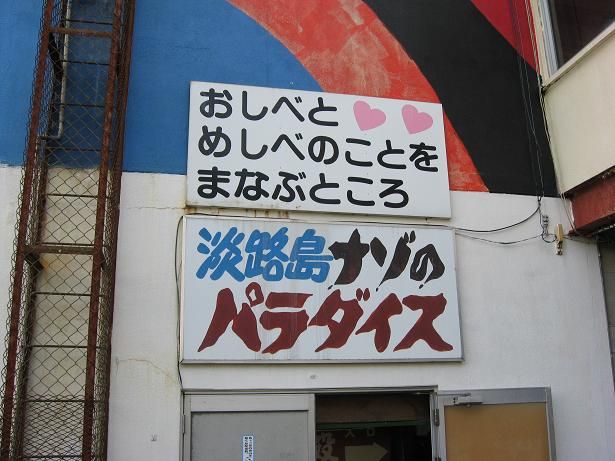 おしべと
めしべのことを
まなぶところ
淡路島ナゾの
パラダイス